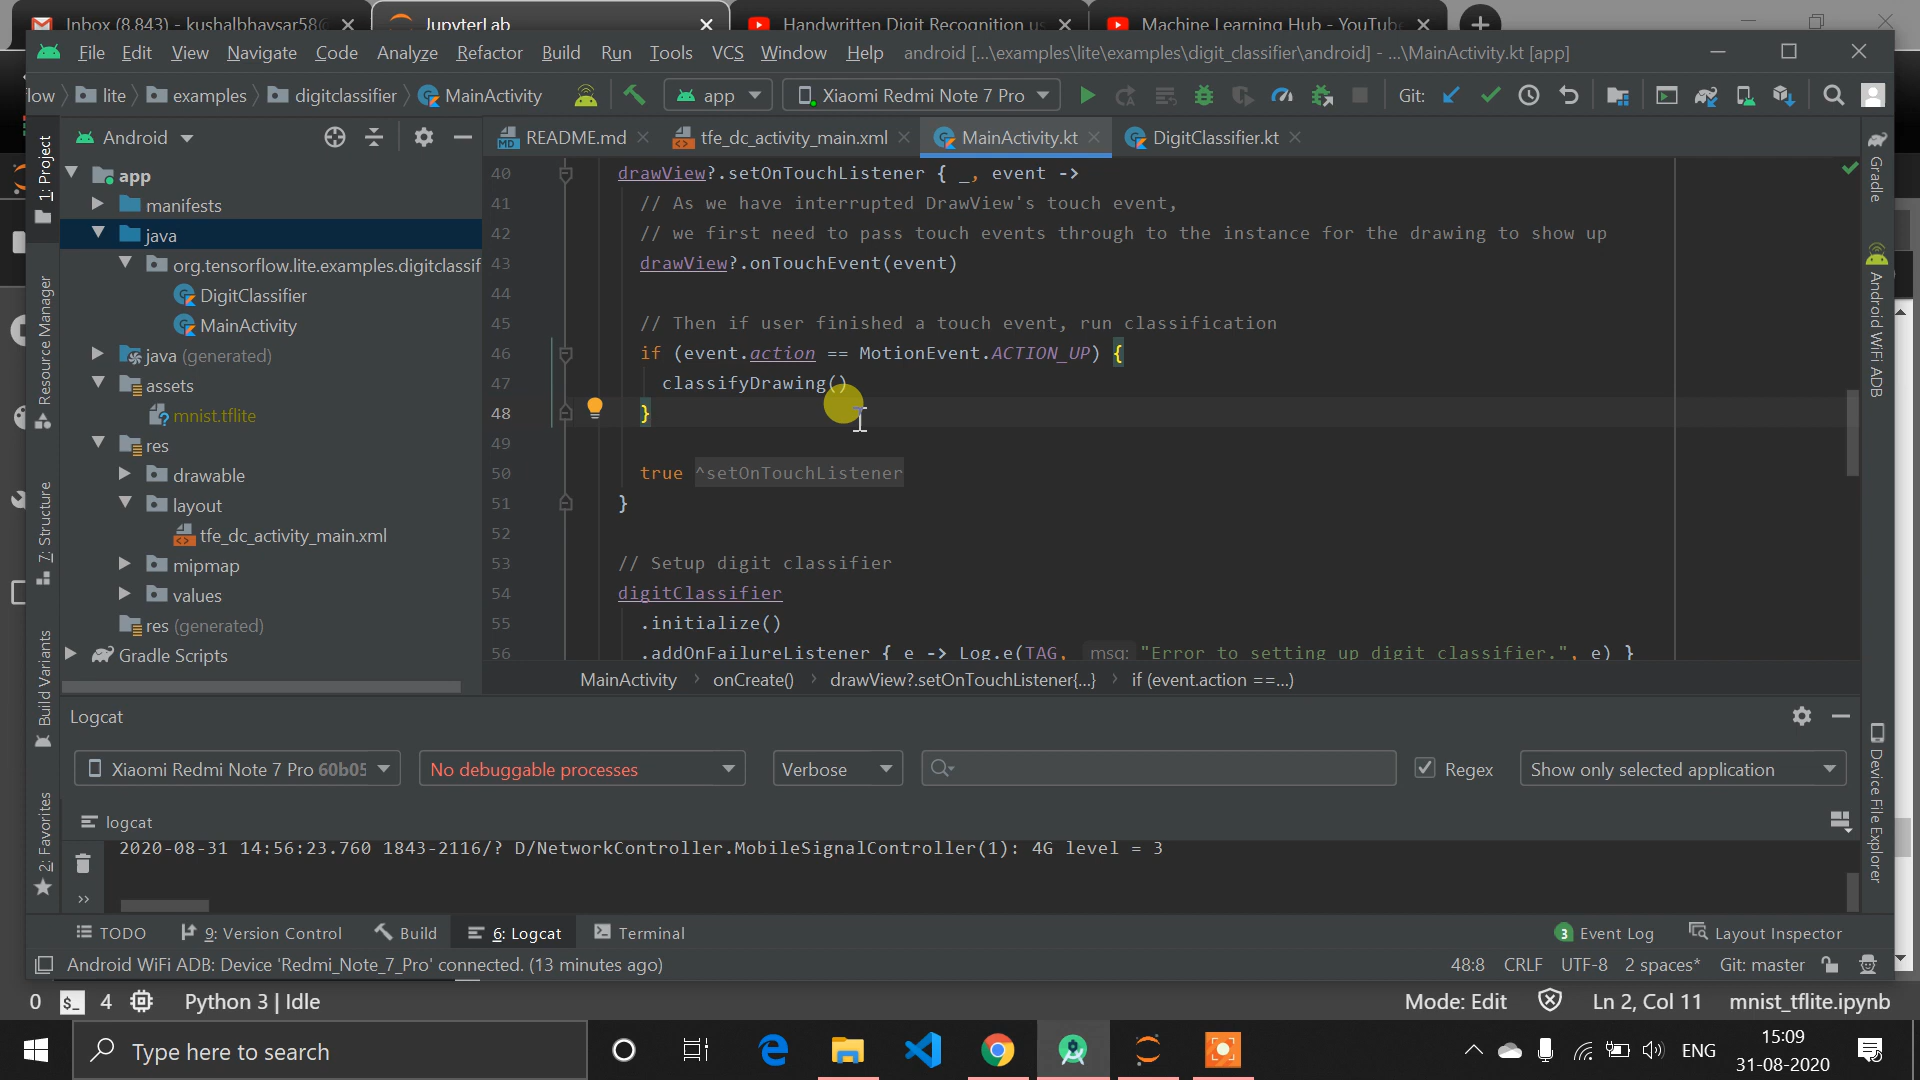 Inbox (8,843) - kushalbhavsar58@
JupyterLab
Handwritten Digit Recognition us
Machine Learning Hub - YouTube
File Edit View Navigate Code Analyze Refactor Build Run Tools VCS Window Help android [...\examples\lite\examples\digit_classifier\android] - ...\MainActivity.kt [app]
low lite examples digitclassifier MainActivity app Xiaomi Redmi Note 7 Pro Git:
Android
README.md tfe_dc_activity_main.xml MainActivity.kt DigitClassifier.kt
1: Project
Resource Manager
7: Structure
Build Variants
2: Favorites
app
manifests
java
org.tensorflow.lite.examples.digitclassif
DigitClassifier
MainActivity
java (generated)
assets
mnist.tflite
res
drawable
layout
tfe_dc_activity_main.xml
mipmap
values
res (generated)
Gradle Scripts
40 drawView?.setOnTouchListener { _, event ->
41 // As we have interrupted DrawView's touch event,
42 // we first need to pass touch events through to the instance for the drawing to show up
43 drawView?.onTouchEvent(event)
44
45 // Then if user finished a touch event, run classification
46 if (event.action == MotionEvent.ACTION_UP) {
47 classifyDrawing()
48 }
49
50 true ^setOnTouchListener
51 }
52
53 // Setup digit classifier
54 digitClassifier
55 .initialize()
56 .addOnFailureListener { e -> Log.e(TAG, msg: "Error to setting up digit classifier.", e) }
MainActivity onCreate() drawView?.setOnTouchListener{...} if (event.action ==...)
Gradle
Android WiFi ADB
Device File Explorer
Logcat
Xiaomi Redmi Note 7 Pro 60b05 No debuggable processes Verbose Regex Show only selected application
logcat
2020-08-31 14:56:23.760 1843-2116/? D/NetworkController.MobileSignalController(1): 4G level = 3
TODO 9: Version Control Build 6: Logcat Terminal 3 Event Log Layout Inspector
Android WiFi ADB: Device 'Redmi_Note_7_Pro' connected. (13 minutes ago) 48:8 CRLF UTF-8 2 spaces* Git: master
0 4 Python 3 | Idle Mode: Edit Ln 2, Col 11 mnist_tflite.ipynb
Type here to search
ENG
15:09
31-08-2020